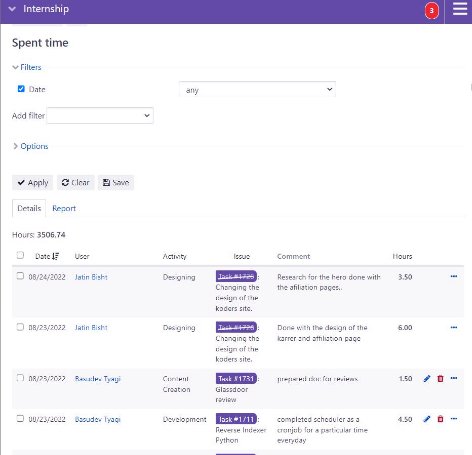 Internship
3
Spent time
Filters
Date
any
Add filter
Options
Apply Clear Save
Details Report
Hours: 3506.74
Date User Activity Issue Comment Hours
08/24/2022 Jatin Bisht Designing Task #1726: Research for the hero done with 3.50 ...
Changing the the afiliation pages..
design of the
koders site.
08/23/2022 Jatin Bisht Designing Task #1726: Done with the design of the 6.00 ...
Changing the karrer and afiliation page
design of the
koders site.
08/23/2022 Basudev Tyagi Content Task #1731: prepared doc for reviews 1.50 ...
Creation Glassdoor
review
08/23/2022 Basudev Tyagi Development Task #1711: completed scheduler as a 4.50 ...
Reverse Indexer cronjob for a particular time
Python everyday